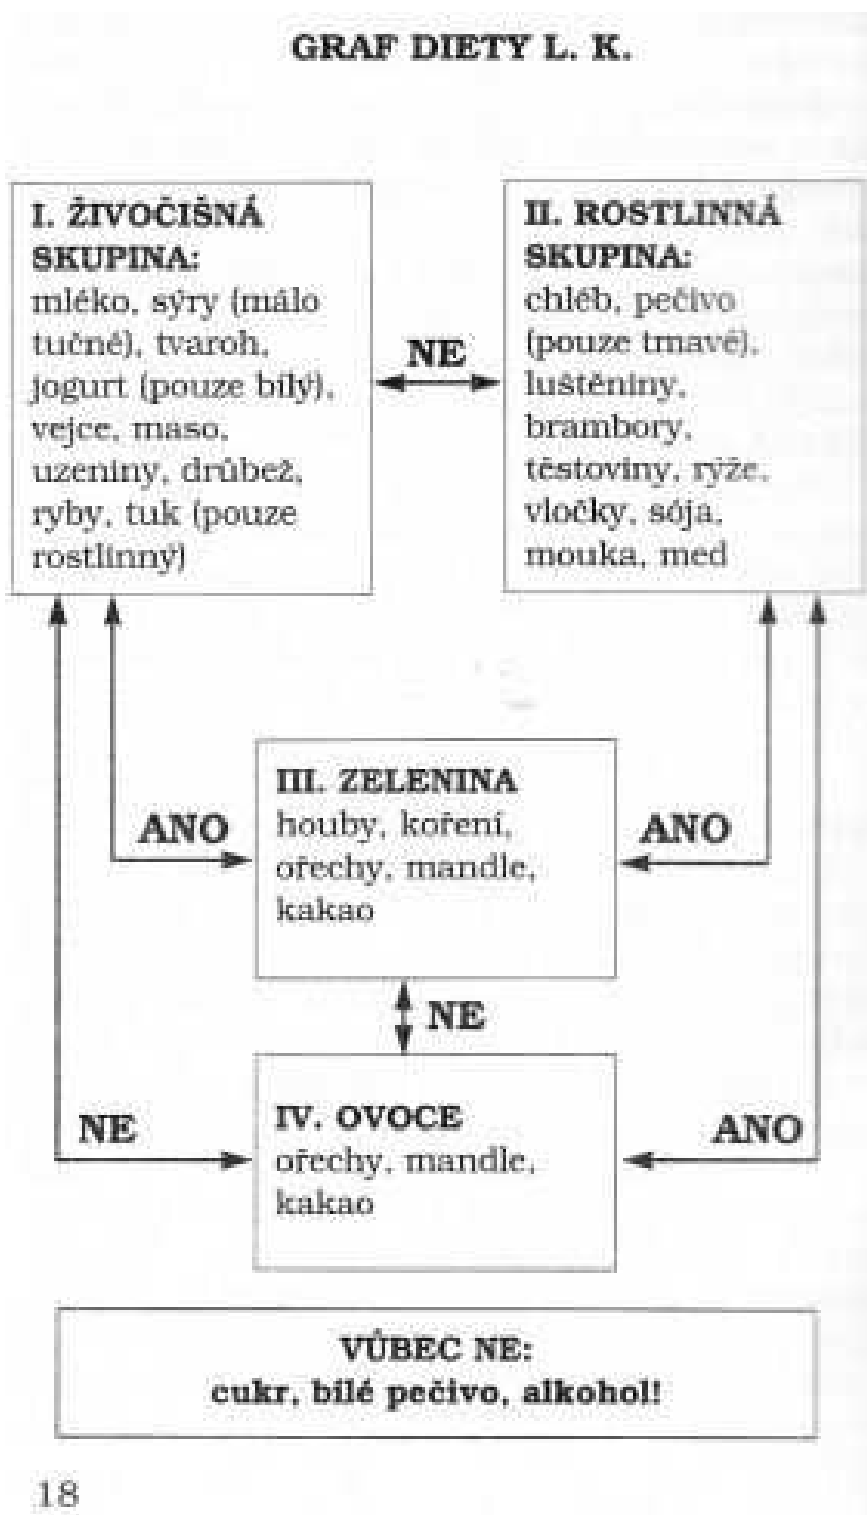 GRAF DIETY L. K.
I. ŽIVOČIŠNÁ
SKUPINA:
mléko, sýry (málo
tučné), tvaroh,
jogurt (pouze bílý),
vejce, maso,
uzeniny, drůbež,
ryby, tuk (pouze
rostlinný)
NE
II. ROSTLINNÁ
SKUPINA:
chléb, pečivo
(pouze tmavé),
luštěniny,
brambory,
těstoviny, rýže,
vločky, sója,
mouka, med
ANO
III. ZELENINA
houby, koření,
ořechy, mandle,
kakao
ANO
NE
NE
IV. OVOCE
ořechy, mandle,
kakao
ANO
VŮBEC NE:
cukr, bílé pečivo, alkohol!
18